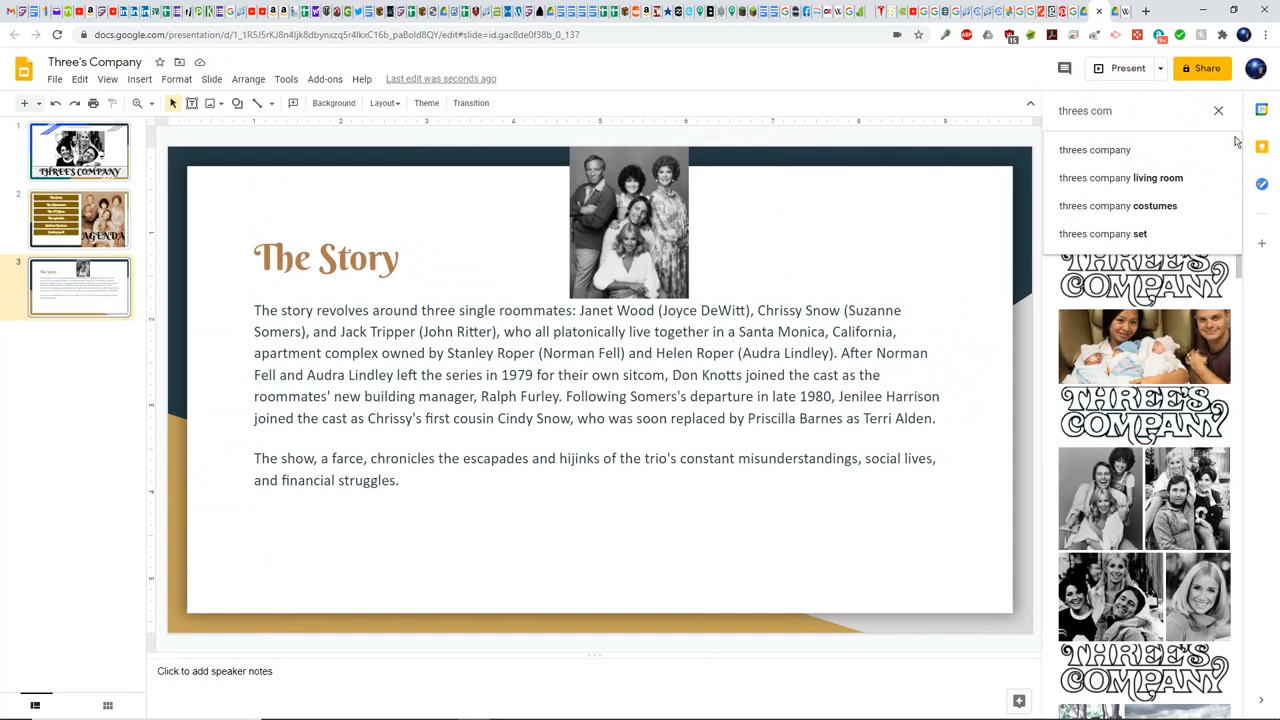 docs.google.com/presentation/d/1_1R5J5rKJ8n4Ijk8dbynxzq5r4lkxC16b_paBold8QY/edit#slide=id.gac8de0f38b_0_137
Three's Company
File Edit View Insert Format Slide Arrange Tools Add-ons Help Last edit was seconds ago
Present
Share
Background Layout Theme Transition
threes com
threes company
threes company living room
threes company costumes
threes company set
1
THREE'S COMPANY
2
AGENDA
3
The Story
The Story
The story revolves around three single roommates: Janet Wood (Joyce DeWitt), Chrissy Snow (Suzanne
Somers), and Jack Tripper (John Ritter), who all platonically live together in a Santa Monica, California,
apartment complex owned by Stanley Roper (Norman Fell) and Helen Roper (Audra Lindley). After Norman
Fell and Audra Lindley left the series in 1979 for their own sitcom, Don Knotts joined the cast as the
roommates' new building manager, Ralph Furley. Following Somers's departure in late 1980, Jenilee Harrison
joined the cast as Chrissy's first cousin Cindy Snow, who was soon replaced by Priscilla Barnes as Terri Alden.
The show, a farce, chronicles the escapades and hijinks of the trio's constant misunderstandings, social lives,
and financial struggles.
THREE'S
COMPANY
THREE'S
COMPANY
THREE'S
COMPANY
Click to add speaker notes